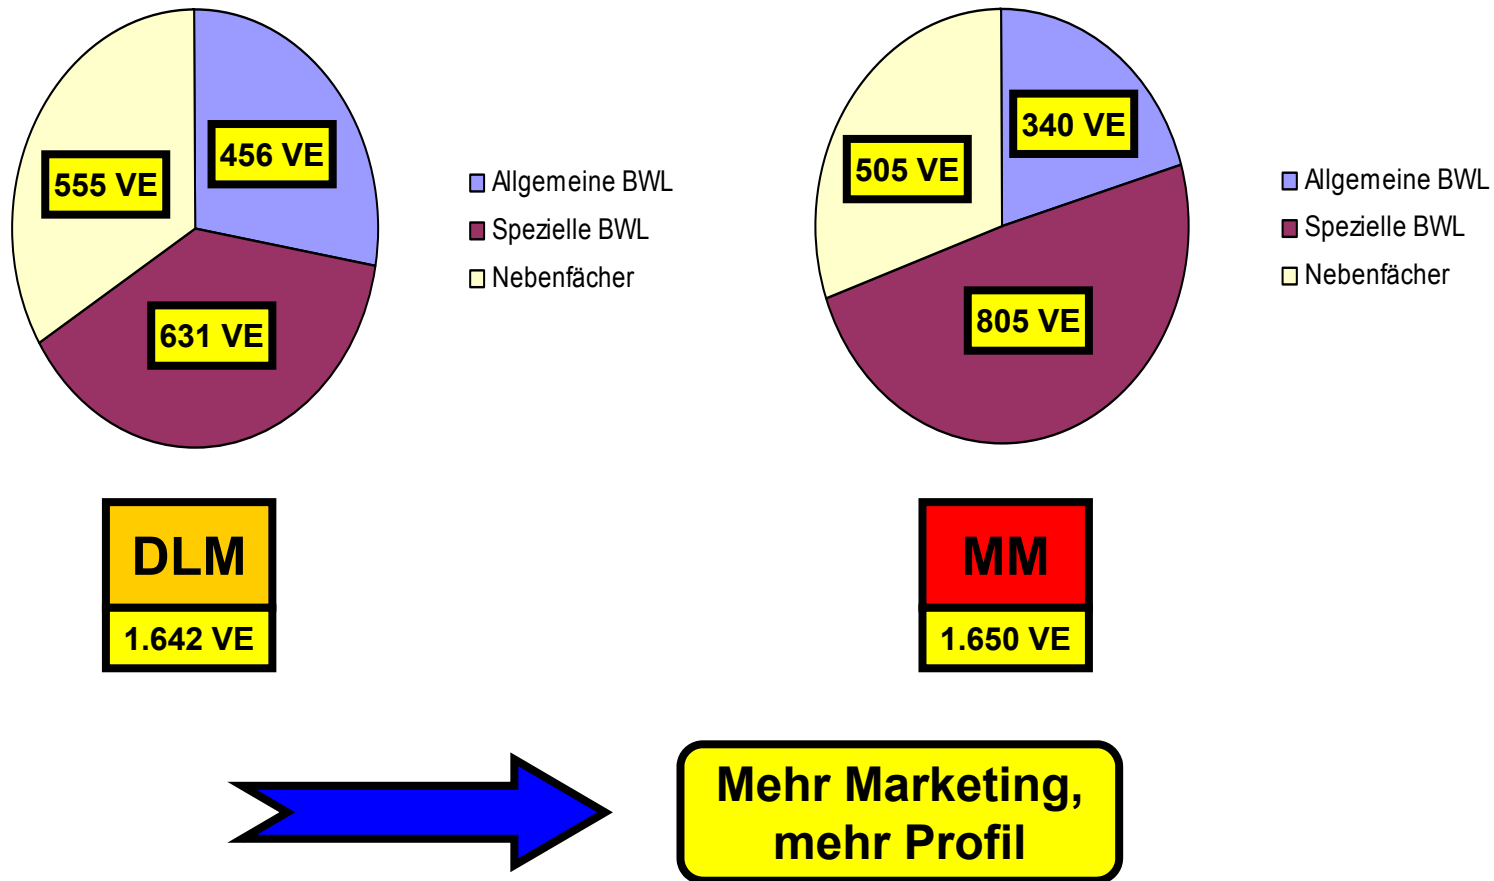 456 VE
555 VE
631 VE
Allgemeine BWL
Spezielle BWL
Nebenfächer
340 VE
505 VE
805 VE
Allgemeine BWL
Spezielle BWL
Nebenfächer
DLM
1.642 VE
MM
1.650 VE
Mehr Marketing,
mehr Profil